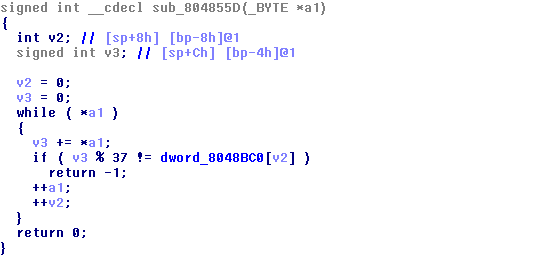 signed int __cdecl sub_804855D(_BYTE *a1)
{
  int v2; // [sp+8h] [bp-8h]@1
  signed int v3; // [sp+Ch] [bp-4h]@1

  v2 = 0;
  v3 = 0;
  while ( *a1 )
  {
    v3 += *a1;
    if ( v3 % 37 != dword_8048BC0[v2] )
      return -1;
    ++a1;
    ++v2;
  }
  return 0;
}